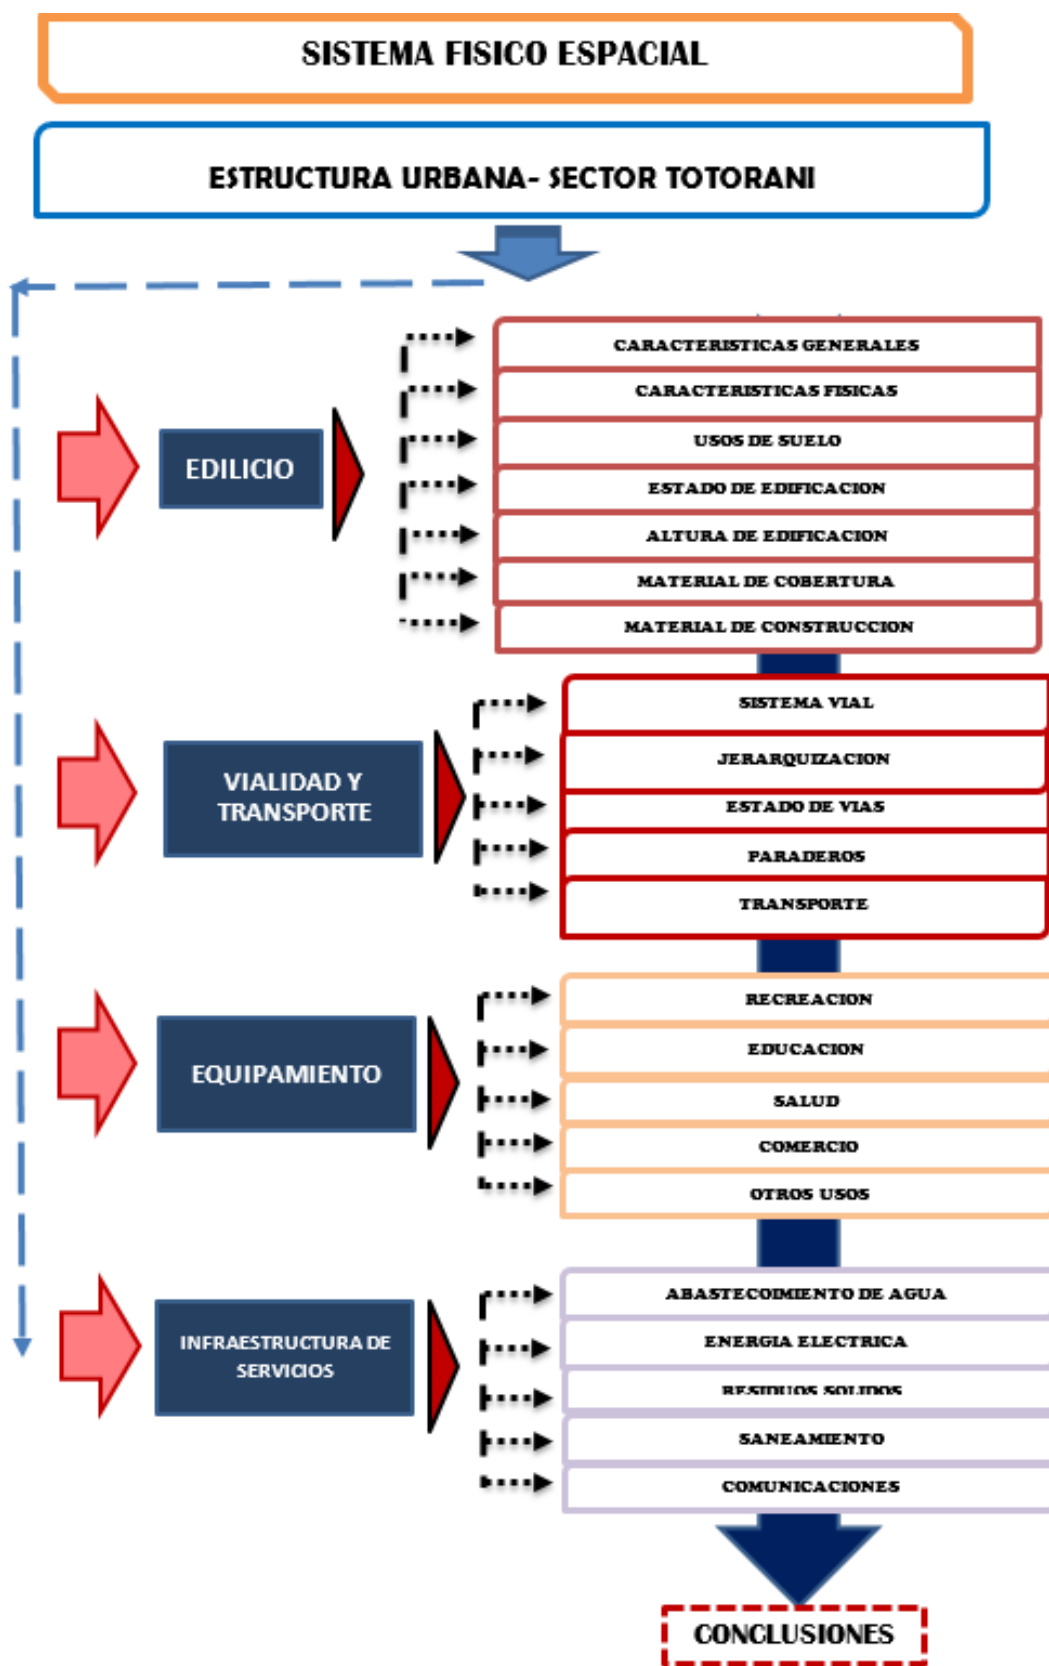 SISTEMA FISICO ESPACIAL
ESTRUCTURA URBANA- SECTOR TOTORANI
EDILICIO
CARACTERISTICAS GENERALES
CARACTERISTICAS FISICAS
USOS DE SUELO
ESTADO DE EDIFICACION
ALTURA DE EDIFICACION
MATERIAL DE COBERTURA
MATERIAL DE CONSTRUCCION
VIALIDAD Y
TRANSPORTE
SISTEMA VIAL
JERARQUIZACION
ESTADO DE VIAS
PARADEROS
TRANSPORTE
EQUIPAMIENTO
RECREACION
EDUCACION
SALUD
COMERCIO
OTROS USOS
INFRAESTRUCTURA DE
SERVICIOS
ABASTECOIMIENTO DE AGUA
ENERGIA ELECTRICA
RESIDUOS SOLIDOS
SANEAMIENTO
COMUNICACIONES
CONCLUSIONES